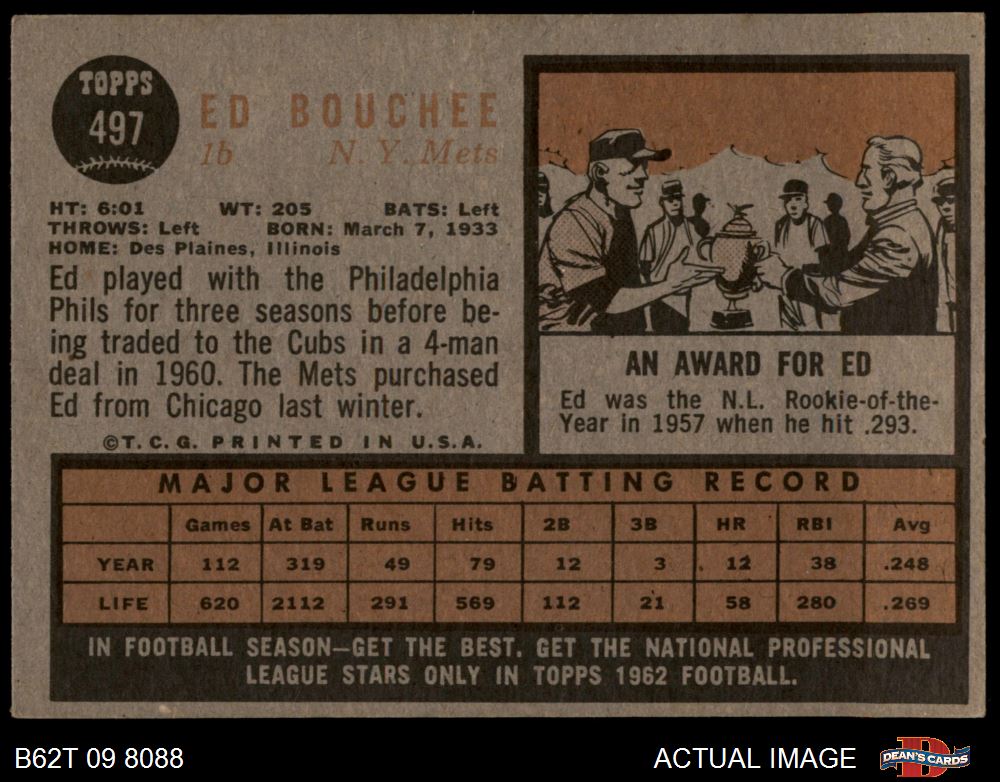 TOPPS
497
ED BOUCHEE
1b N. Y. Mets
HT: 6:01 WT: 205 BATS: Left
THROWS: Left BORN: March 7, 1933
HOME: Des Plaines, Illinois
Ed played with the Philadelphia
Phils for three seasons before be-
ing traded to the Cubs in a 4-man
deal in 1960. The Mets purchased
Ed from Chicago last winter.
©T. C. G. PRINTED IN U.S.A.
AN AWARD FOR ED
Ed was the N.L. Rookie-of-the-
Year in 1957 when he hit .293.
MAJOR LEAGUE BATTING RECORD
Games At Bat Runs Hits 2B 3B HR RBI Avg
YEAR 112 319 49 79 12 3 12 38 .248
LIFE 620 2112 291 569 112 21 58 280 .269
IN FOOTBALL SEASON—GET THE BEST. GET THE NATIONAL PROFESSIONAL
LEAGUE STARS ONLY IN TOPPS 1962 FOOTBALL.
B62T 09 8088 ACTUAL IMAGE DEAN'S CARDS